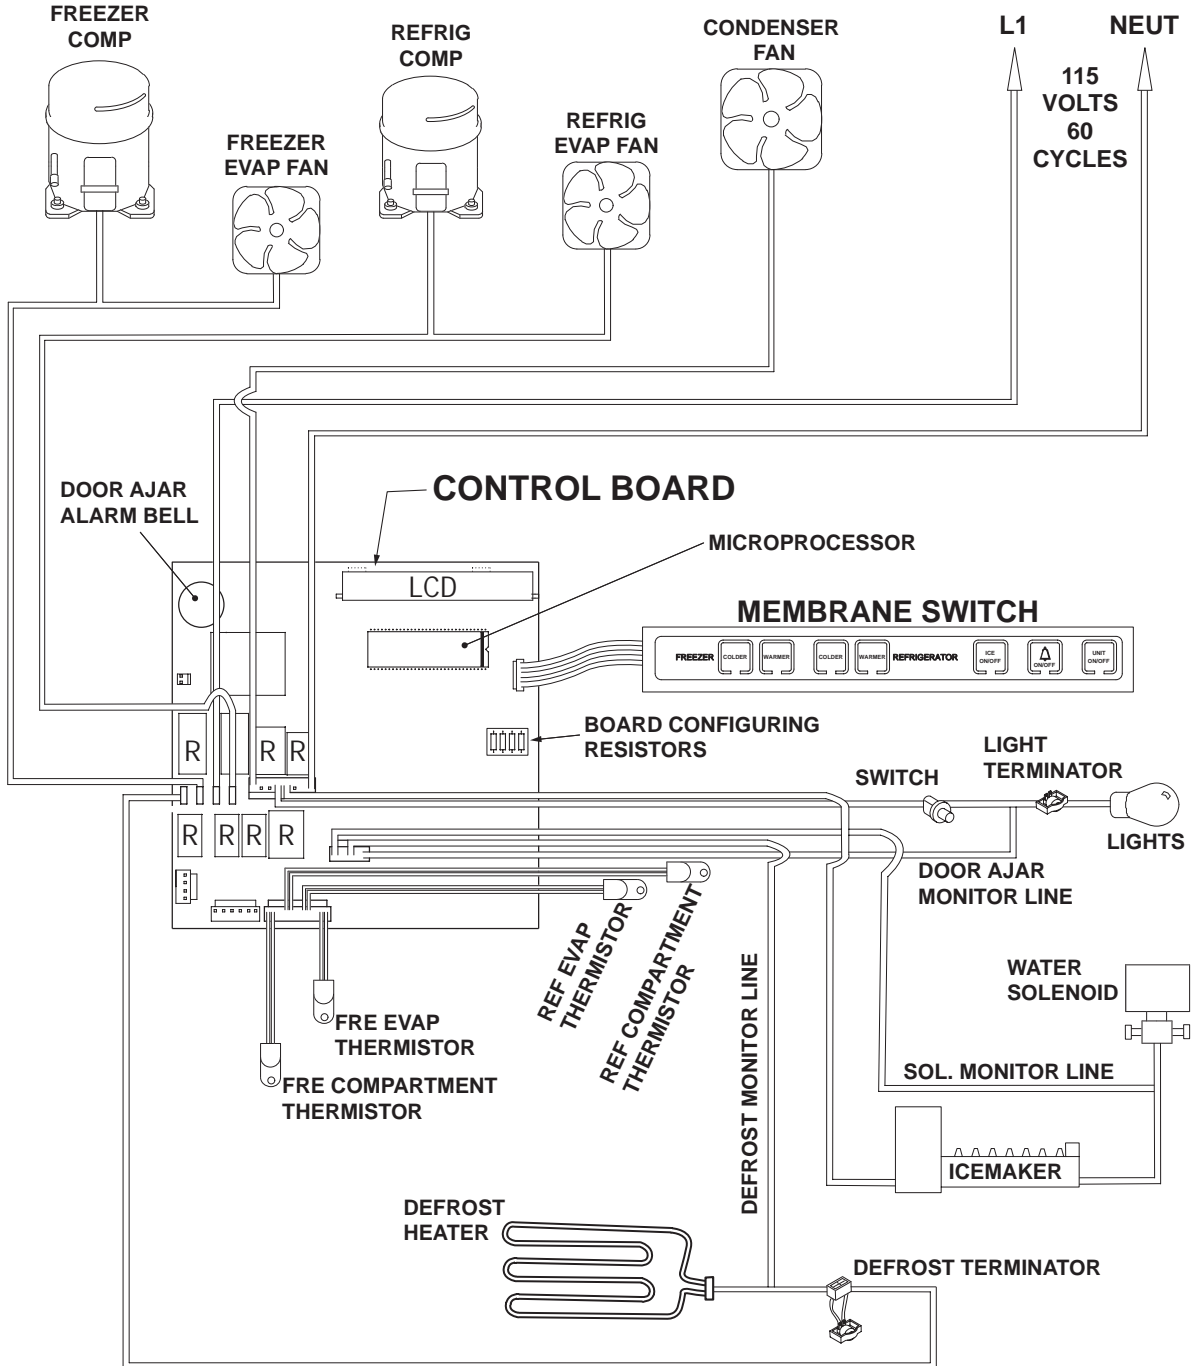 FREEZER
COMP
REFRIG
COMP
CONDENSER
FAN
L1
NEUT
115
VOLTS
60
CYCLES
FREEZER
EVAP FAN
REFRIG
EVAP FAN
DOOR AJAR
ALARM BELL
CONTROL BOARD
MICROPROCESSOR
LCD
MEMBRANE SWITCH
FREEZER
COLDER
WARMER
COLDER
WARMER
REFRIGERATOR
ICE
ON/OFF
ON/OFF
UNIT
ON/OFF
BOARD CONFIGURING
RESISTORS
R
R
R
LIGHT
TERMINATOR
SWITCH
LIGHTS
R
R
R
R
DOOR AJAR
MONITOR LINE
REF EVAP
THERMISTOR
REF COMPARTMENT
THERMISTOR
DEFROST MONITOR LINE
WATER
SOLENOID
FRE EVAP
THERMISTOR
FRE COMPARTMENT
THERMISTOR
SOL. MONITOR LINE
ICEMAKER
DEFROST
HEATER
DEFROST TERMINATOR